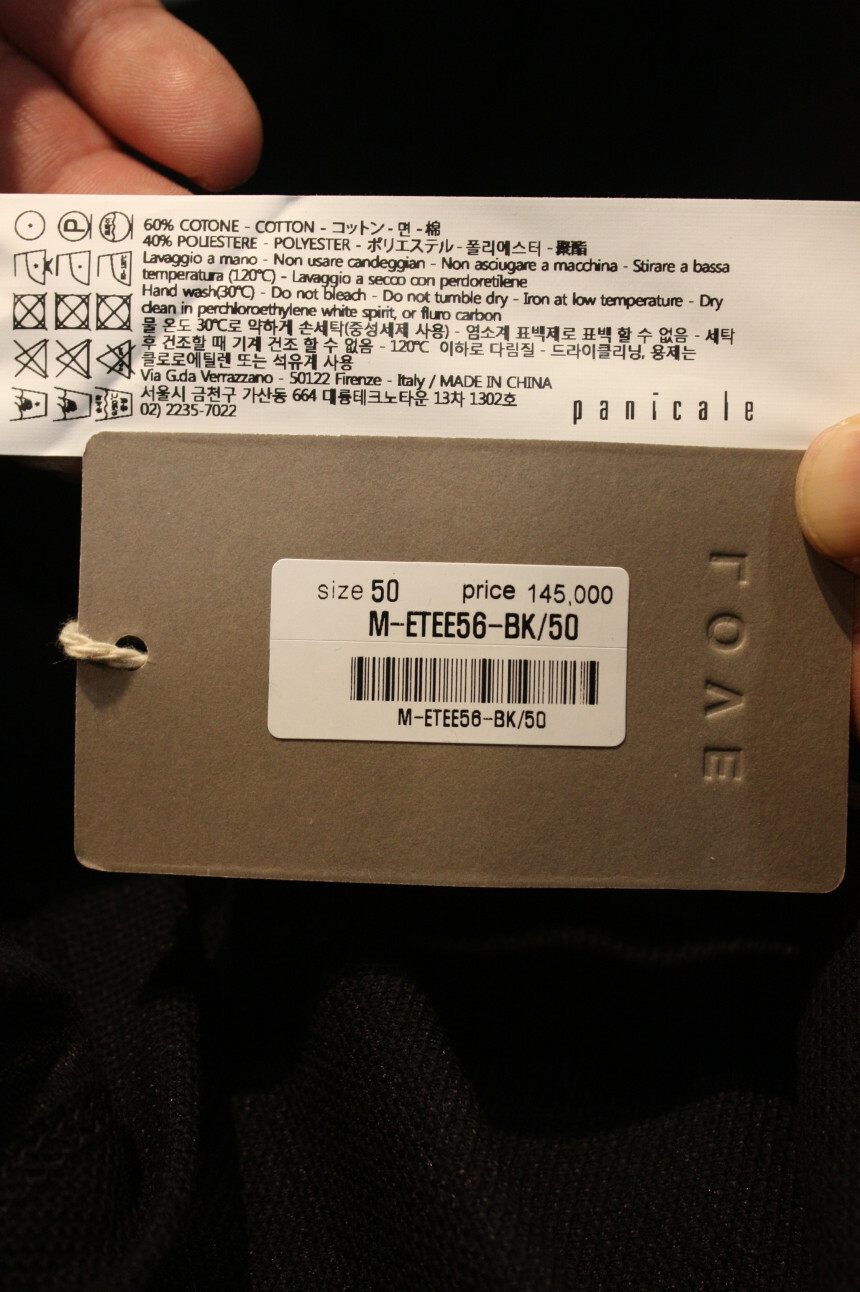 60% COTONE - COTTON - コットン - 면 - 棉
40% POLIESTERE - POLYESTER - ポリエステル - 폴리에스터 - 聚酯
Lavaggio a mano - Non usare candeggian - Non asciugare a macchina - Stirare a bassa
temperatura (120℃) - Lavaggio a secco con perdoretilene
Hand wash(30℃) - Do not bleach - Do not tumble dry - Iron at low temperature - Dry
clean in perchloroethylene white spirit, or fluro carbon
물 온도 30℃로 약하게 손세탁(중성세제 사용) - 염소계 표백제로 표백 할 수 없음 - 세탁
후 건조할 때 기계 건조 할 수 없음 - 120℃ 이하로 다림질 - 드라이클리닝, 용제는
클로로에틸렌 또는 석유계 사용
Via G.da Verrazzano - 50122 Firenze - Italy / MADE IN CHINA
서울시 금천구 가산동 664 대륭테크노타운 13차 1302호
02) 2235-7022
panicale
size 50 price 145,000
M-ETEE56-BK/50
M-ETEE56-BK/50